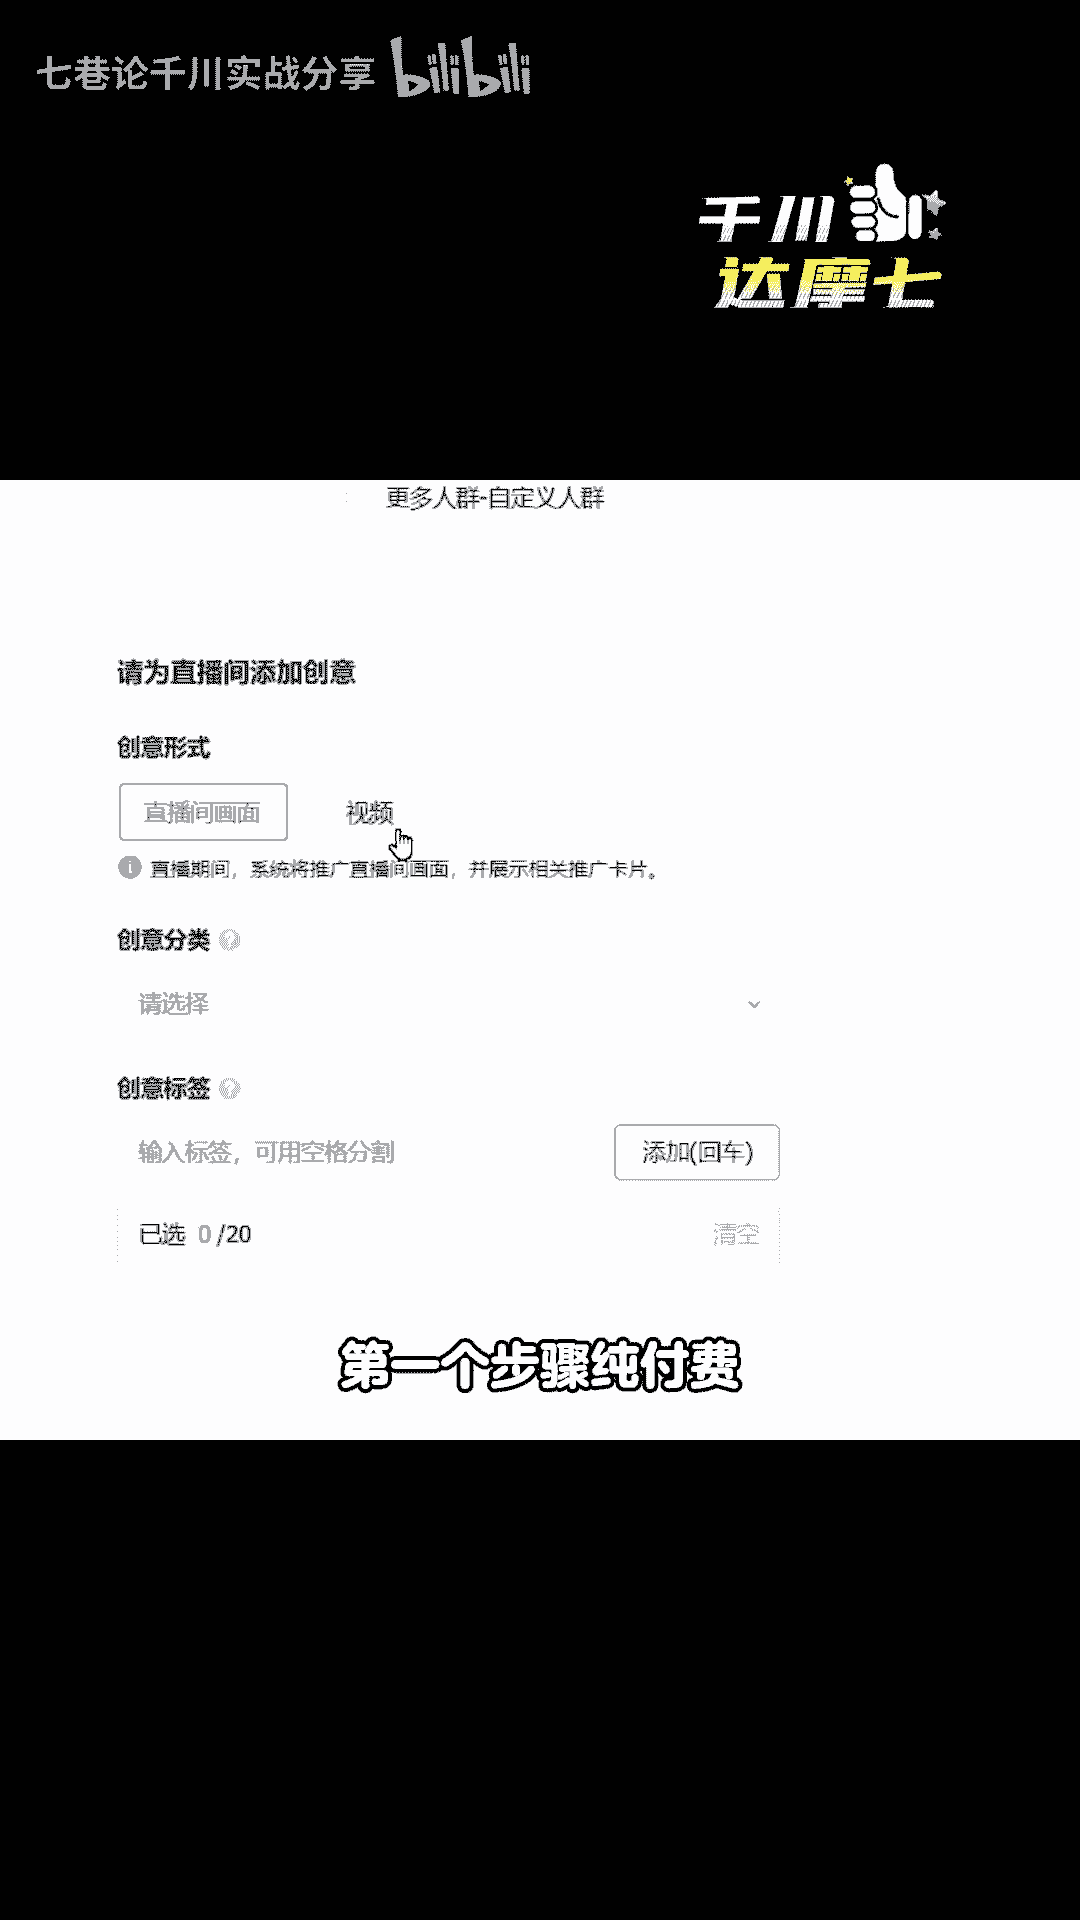 七巷论千川实战分享 bilibili
千川
达摩七
更多人群-自定义人群
请为直播间添加创意
创意形式
直播间画面 视频
直播期间，系统将推广直播间画面，并展示相关推广卡片。
创意分类
请选择
创意标签
输入标签，可用空格分割 添加(回车)
已选 0 /20 清空
第一个步骤纯付费